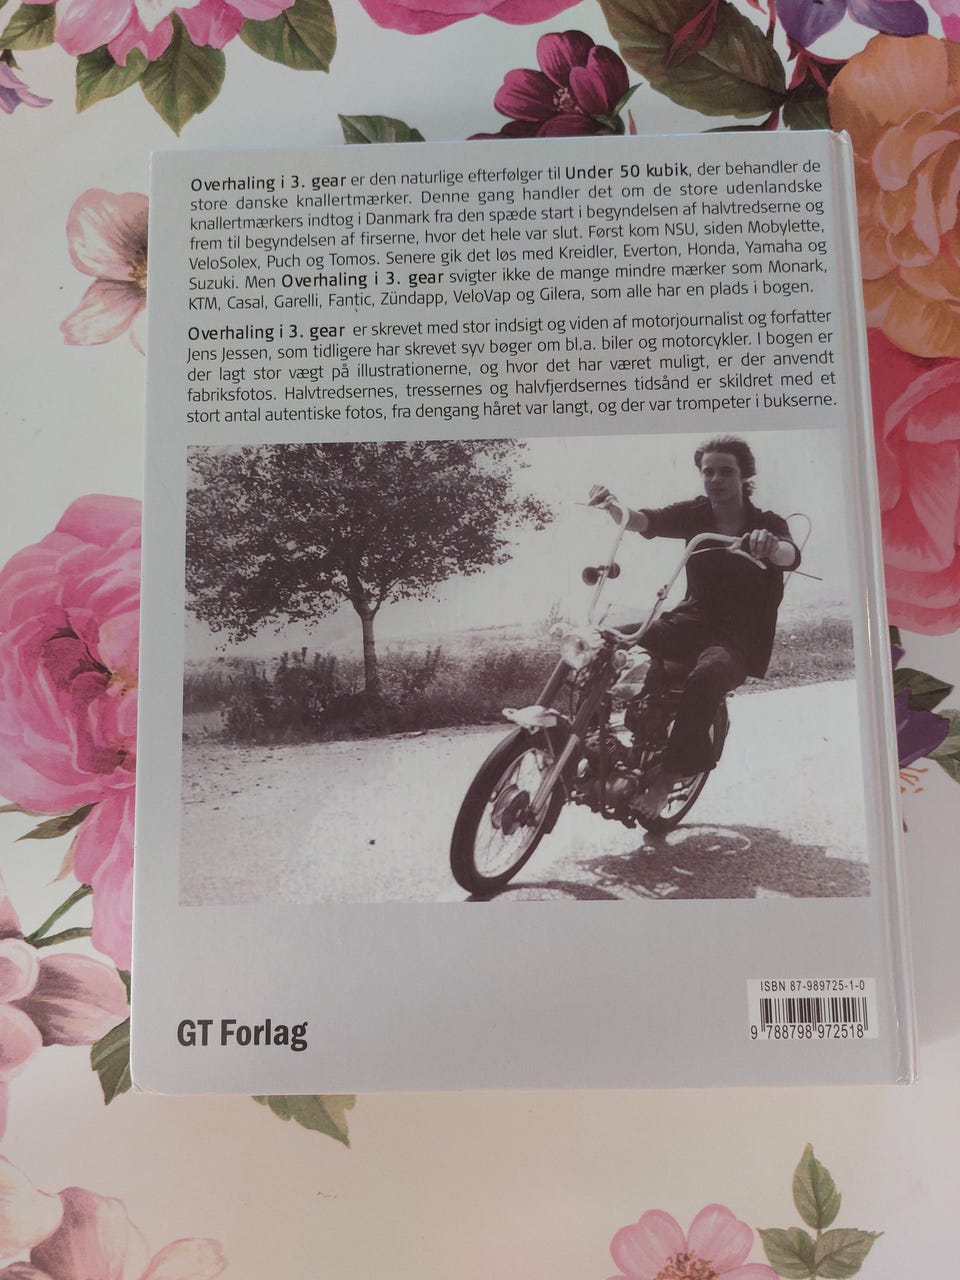 Overhaling i 3. gear er den naturlige efterfølger til Under 50 kubik, der behandler de
store danske knallertmærker. Denne gang handler det om de store udenlandske
knallertmærkers indtog i Danmark fra den spæde start i begyndelsen af halvtredserne og
frem til begyndelsen af firserne, hvor det hele var slut. Først kom NSU, siden Mobylette,
VeloSolex, Puch og Tomos. Senere gik det løs med Kreidler, Everton, Honda, Yamaha og
Suzuki. Men Overhaling i 3. gear svigter ikke de mange mindre mærker som Monark,
KTM, Casal, Garelli, Fantic, Zündapp, VeloVap og Gilera, som alle har en plads i bogen.
Overhaling i 3. gear er skrevet med stor indsigt og viden af motorjournalist og forfatter
Jens Jessen, som tidligere har skrevet syv bøger om bl.a. biler og motorcykler. I bogen er
der lagt stor vægt på illustrationerne, og hvor det har været muligt, er der anvendt
fabriksfotos. Halvtredsernes, tressernes og halvfjerdsernes tidsånd er skildret med et
stort antal autentiske fotos, fra dengang håret var langt, og der var trompeter i bukserne.
GT Forlag
ISBN 87-989725-1-0
9 788798 972518